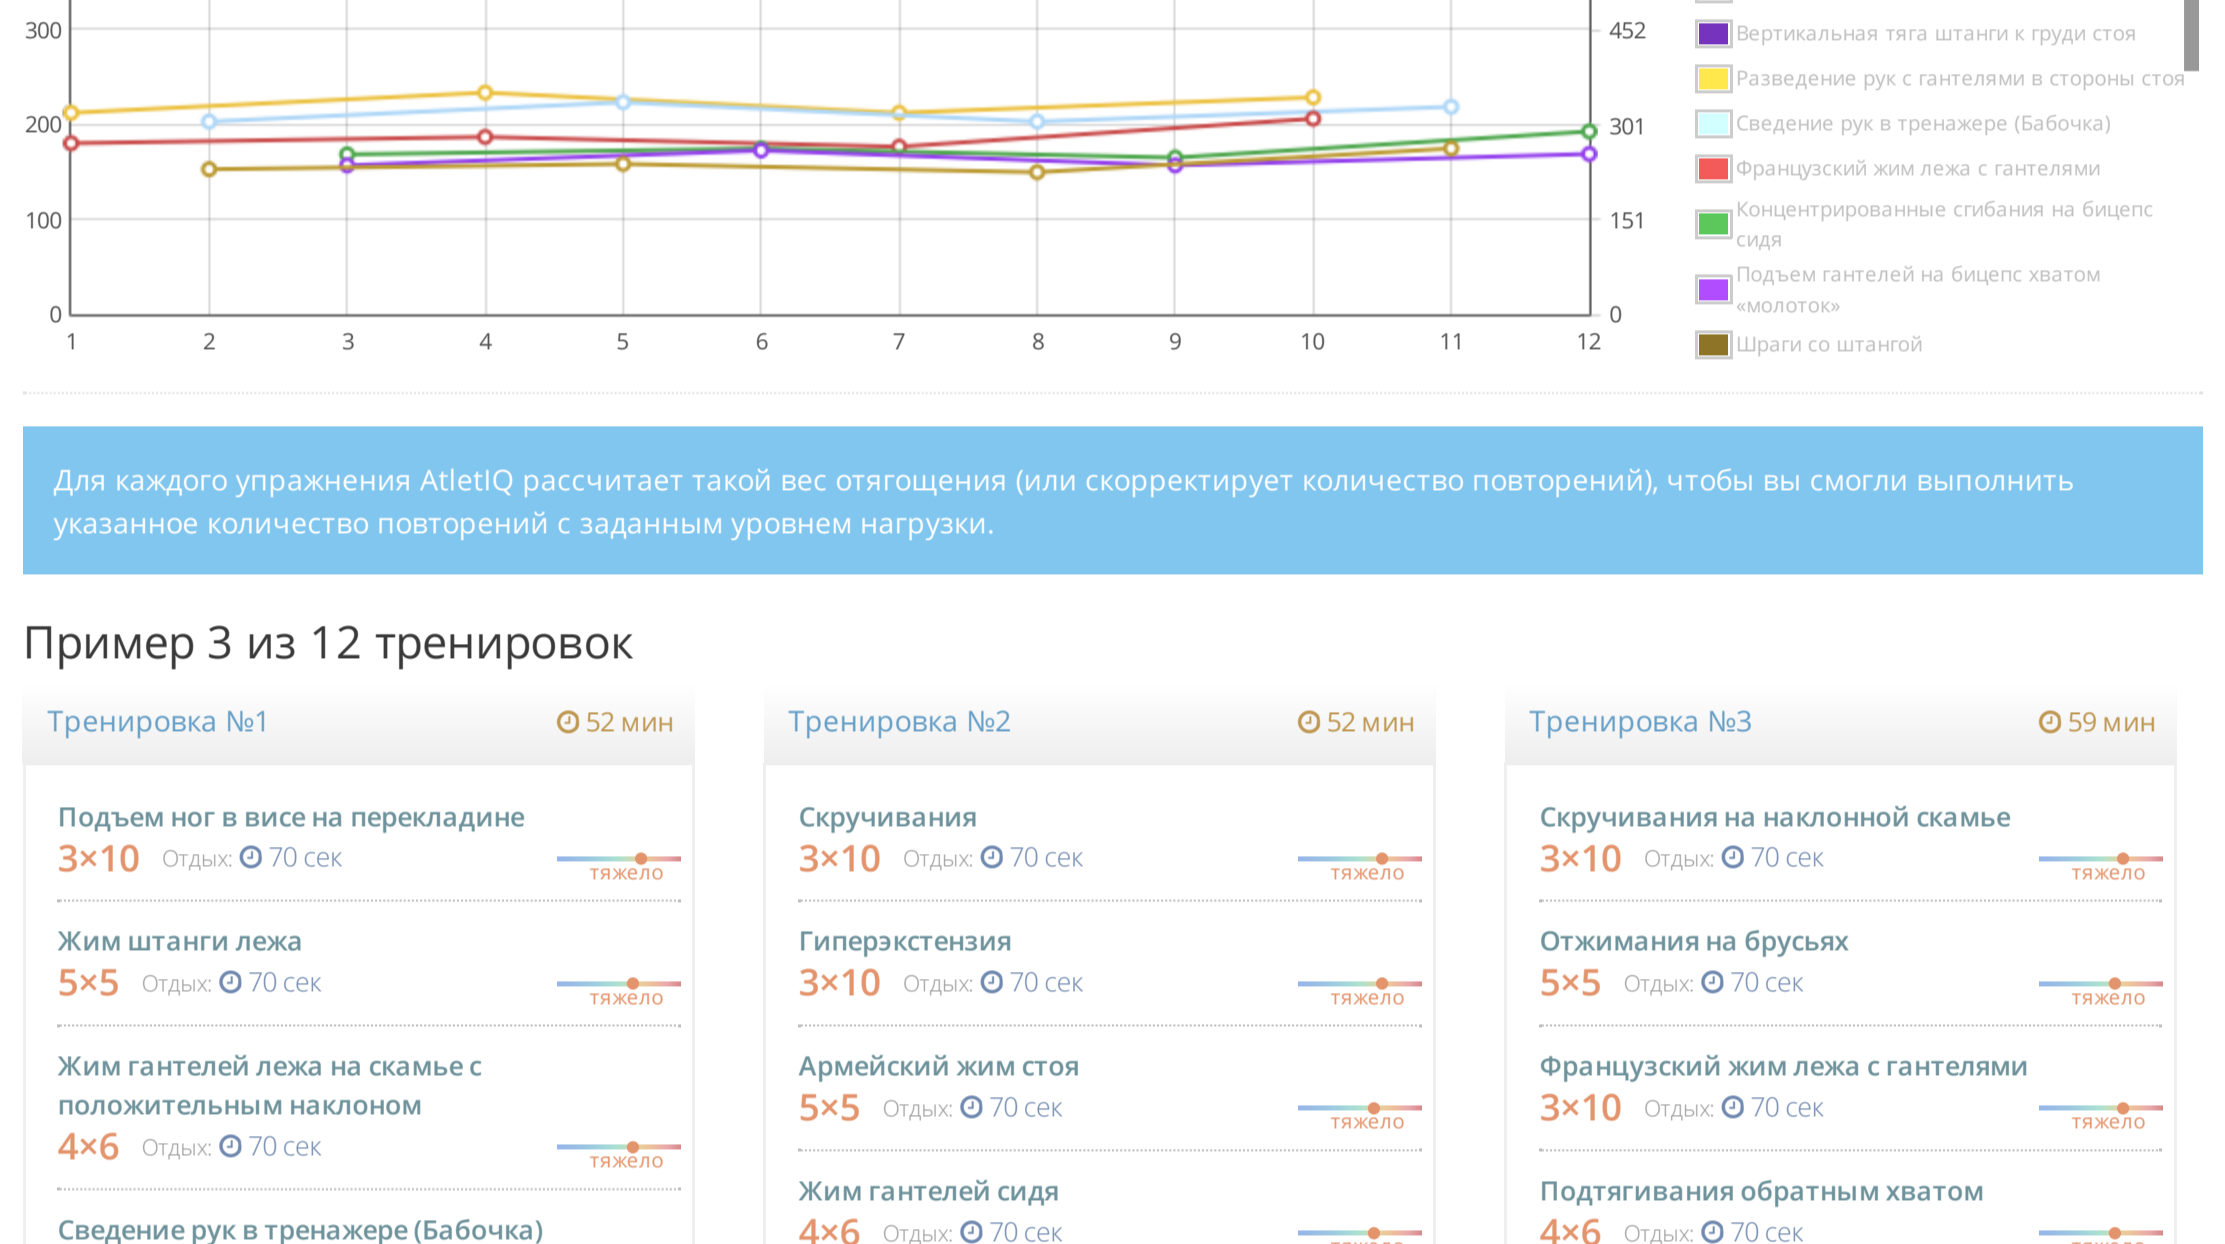 300
200
100
0
452
301
151
0
1 2 3 4 5 6 7 8 9 10 11 12
Вертикальная тяга штанги к груди стоя
Разведение рук с гантелями в стороны стоя
Сведение рук в тренажере (Бабочка)
Французский жим лежа с гантелями
Концентрированные сгибания на бицепс
сидя
Подъем гантелей на бицепс хватом
«молоток»
Шраги со штангой
Для каждого упражнения AtletIQ рассчитает такой вес отягощения (или скорректирует количество повторений), чтобы вы смогли выполнить
указанное количество повторений с заданным уровнем нагрузки.
Пример 3 из 12 тренировок
Тренировка №1 52 мин
Подъем ног в висе на перекладине
3×10 Отдых: 70 сек
тяжело
Жим штанги лежа
5×5 Отдых: 70 сек
тяжело
Жим гантелей лежа на скамье с
положительным наклоном
4×6 Отдых: 70 сек
тяжело
Сведение рук в тренажере (Бабочка)
Тренировка №2 52 мин
Скручивания
3×10 Отдых: 70 сек
тяжело
Гиперэкстензия
3×10 Отдых: 70 сек
тяжело
Армейский жим стоя
5×5 Отдых: 70 сек
тяжело
Жим гантелей сидя
4×6 Отдых: 70 сек
Тренировка №3 59 мин
Скручивания на наклонной скамье
3×10 Отдых: 70 сек
тяжело
Отжимания на брусьях
5×5 Отдых: 70 сек
тяжело
Французский жим лежа с гантелями
3×10 Отдых: 70 сек
тяжело
Подтягивания обратным хватом
4×6 Отдых: 70 сек